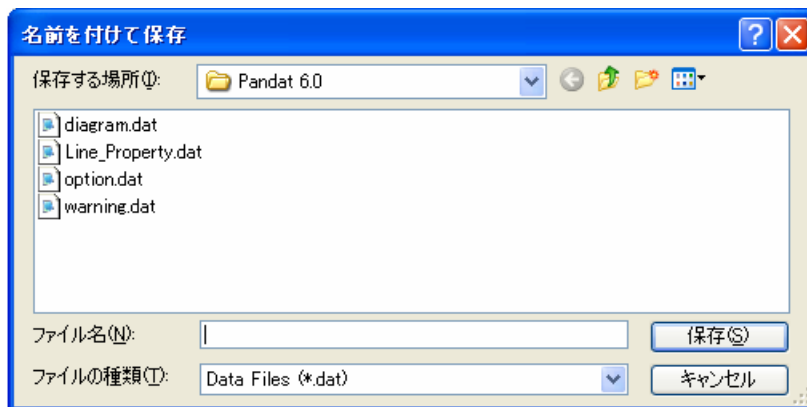 名前を付けて保存
保存する場所(I): Pandat 6.0
diagram.dat
Line_Property.dat
option.dat
warning.dat
ファイル名(N): 保存(S)
ファイルの種類(T): Data Files (*.dat) キャンセル